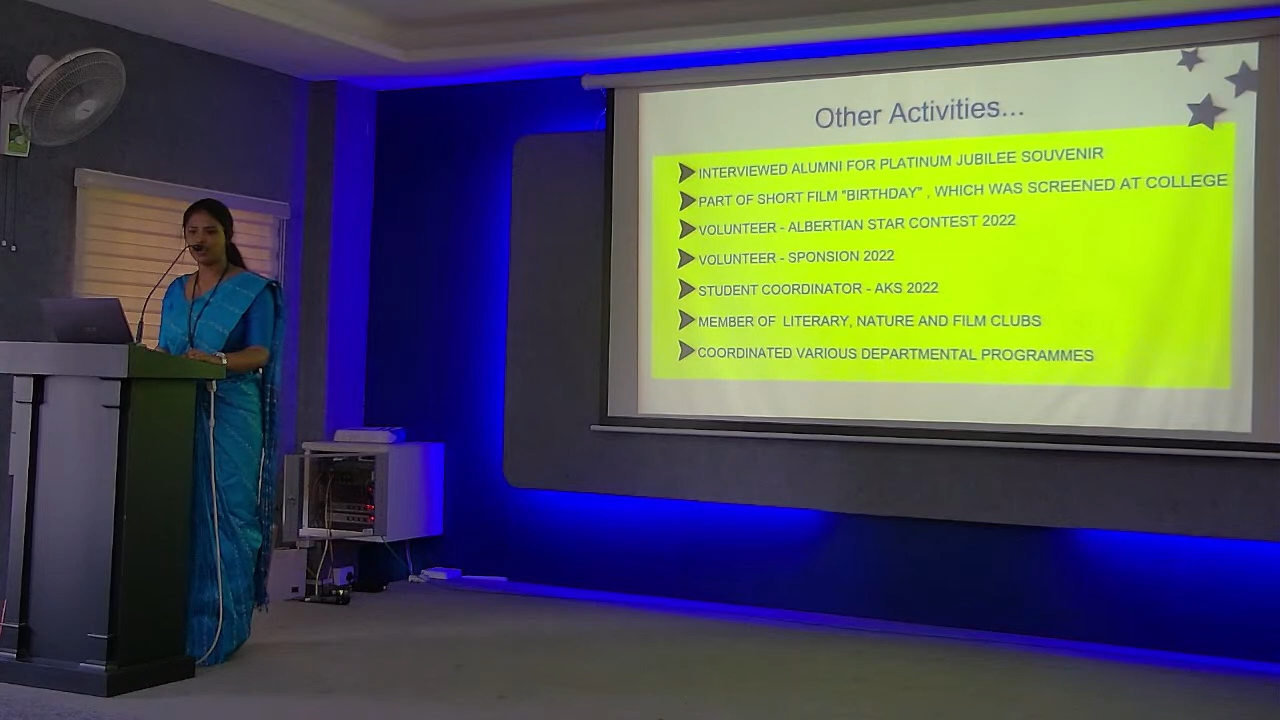 Other Activities...
INTERVIEWED ALUMNI FOR PLATINUM JUBILEE SOUVENIR
PART OF SHORT FILM "BIRTHDAY" , WHICH WAS SCREENED AT COLLEGE
VOLUNTEER - ALBERTIAN STAR CONTEST 2022
VOLUNTEER - SPONSION 2022
STUDENT COORDINATOR - AKS 2022
MEMBER OF LITERARY, NATURE AND FILM CLUBS
COORDINATED VARIOUS DEPARTMENTAL PROGRAMMES